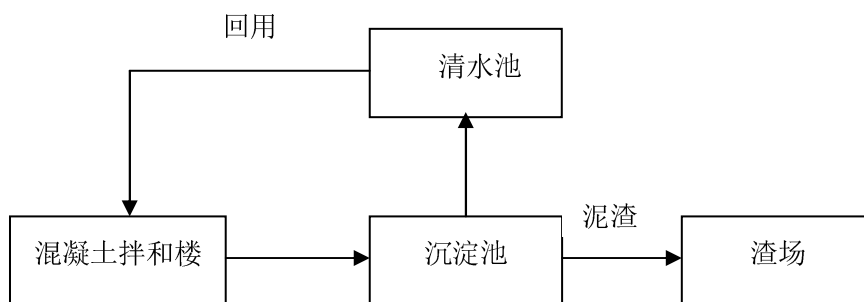 回用
清水池
泥渣
混凝土拌和楼
沉淀池
渣场